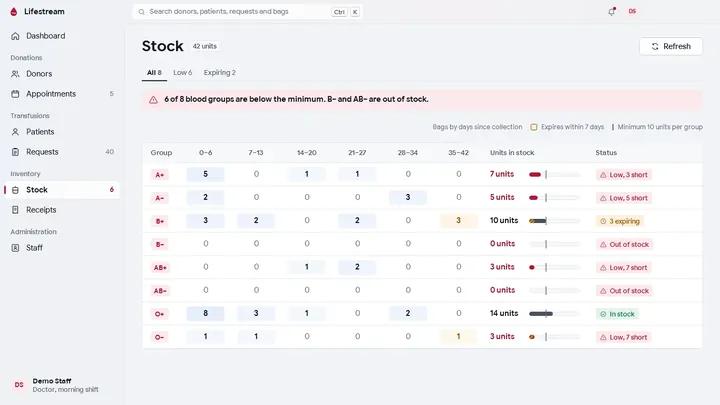 Lifestream
Search donors, patients, requests and bags Ctrl K
DS
Dashboard
Donations
Donors
Appointments 5
Transfusions
Patients
Requests 40
Inventory
Stock 6
Receipts
Administration
Staff
DS
Demo Staff
Doctor, morning shift
Stock 42 units
Refresh
All 8 Low 6 Expiring 2
6 of 8 blood groups are below the minimum. B− and AB− are out of stock.
Bags by days since collection Expires within 7 days Minimum 10 units per group
Group 0–6 7–13 14–20 21–27 28–34 35–42 Units in stock Status
A+ 5 0 1 1 0 0 7 units Low, 3 short
A− 2 0 0 0 3 0 5 units Low, 5 short
B+ 3 2 0 2 0 3 10 units 3 expiring
B− 0 0 0 0 0 0 0 units Out of stock
AB+ 0 0 1 2 0 0 3 units Low, 7 short
AB− 0 0 0 0 0 0 0 units Out of stock
O+ 8 3 1 0 2 0 14 units In stock
O− 1 1 0 0 0 1 3 units Low, 7 short